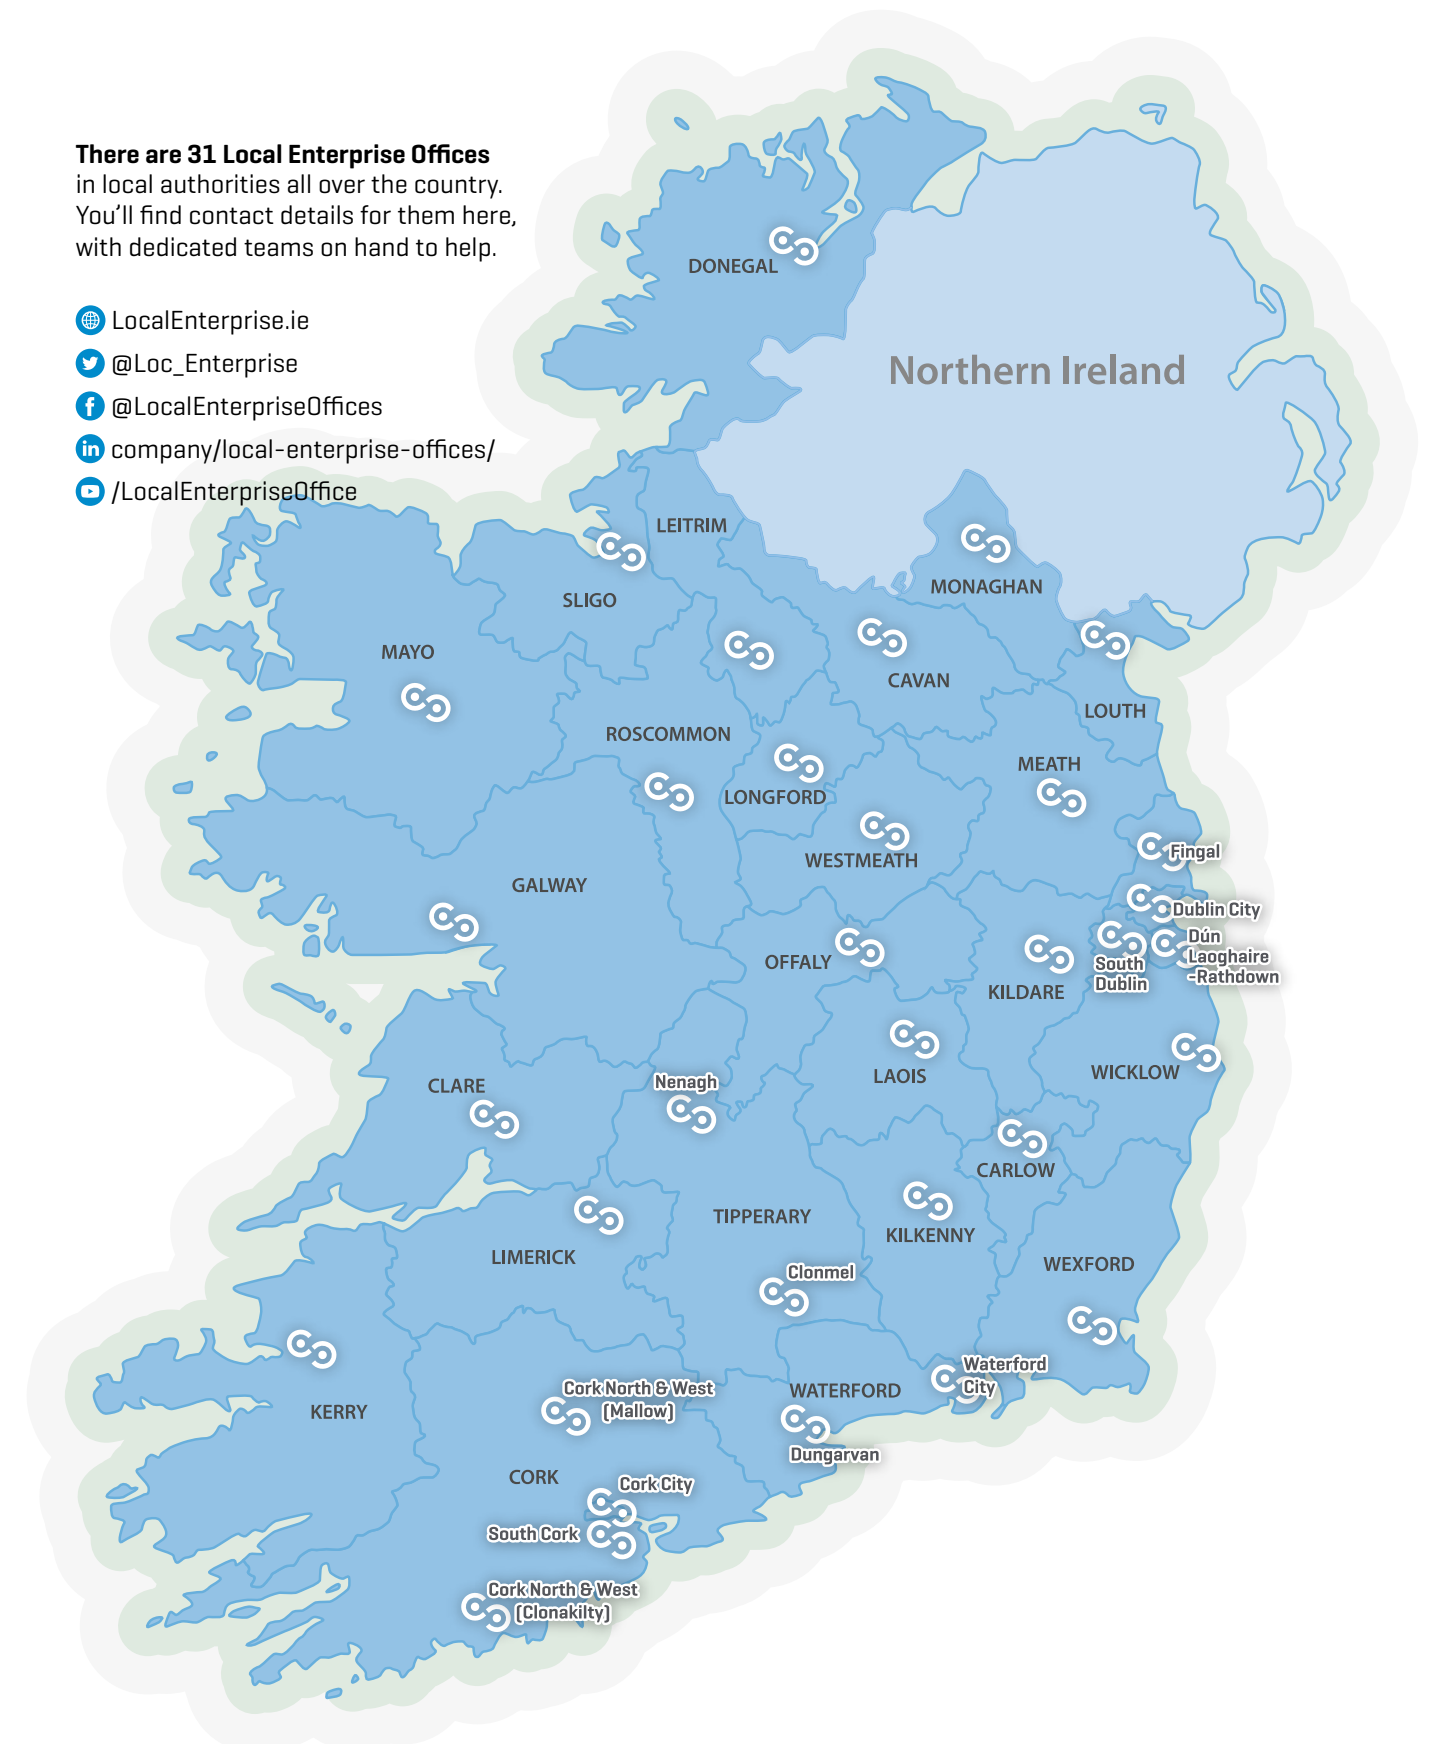 There are 31 Local Enterprise Offices
in local authorities all over the country.
You'll find contact details for them here,
with dedicated teams on hand to help.
LocalEnterprise.ie
@Loc_Enterprise
@LocalEnterpriseOffices
company/local-enterprise-offices/
/LocalEnterpriseOffice
DONEGAL
Northern Ireland
LEITRIM
MONAGHAN
SLIGO
MAYO
CAVAN
LOUTH
ROSCOMMON
MEATH
LONGFORD
Fingal
WESTMEATH
GALWAY
Dublin City
Dún
Laoghaire
-Rathdown
OFFALY
South
Dublin
KILDARE
WICKLOW
LAOIS
Nenagh
CLARE
CARLOW
TIPPERARY
KILKENNY
LIMERICK
WEXFORD
Clonmel
Waterford
City
Cork North & West
(Mallow)
WATERFORD
KERRY
Dungarvan
CORK
Cork City
South Cork
Cork North & West
(Clonakilty)